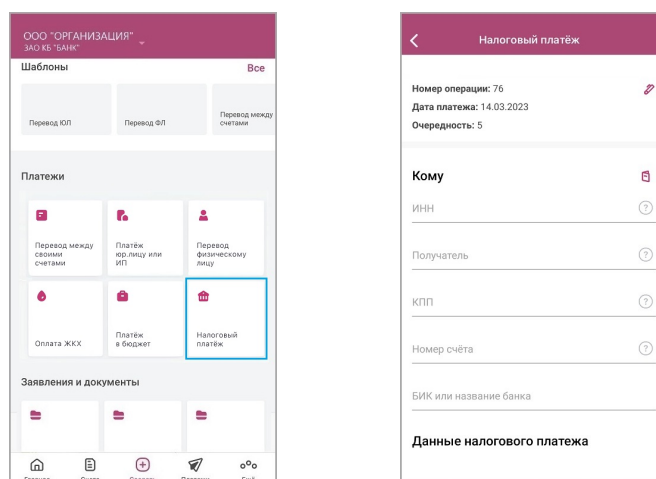 ООО "ОРГАНИЗАЦИЯ"
ЗАО КБ "БАНК"
Шаблоны
Все
Перевод ЮЛ
Перевод ФЛ
Перевод между
счетами
Платежи
Перевод между
своими
счетами
Платёж
юр.лицу или
ИП
Перевод
физическому
лицу
Оплата ЖКХ
Платёж
в бюджет
Налоговый
платёж
Заявления и документы
Налоговый платёж
Номер операции: 76
Дата платежа: 14.03.2023
Очередность: 5
Кому
ИНН
?
Получатель
?
КПП
?
Номер счёта
?
БИК или название банка
Данные налогового платежа